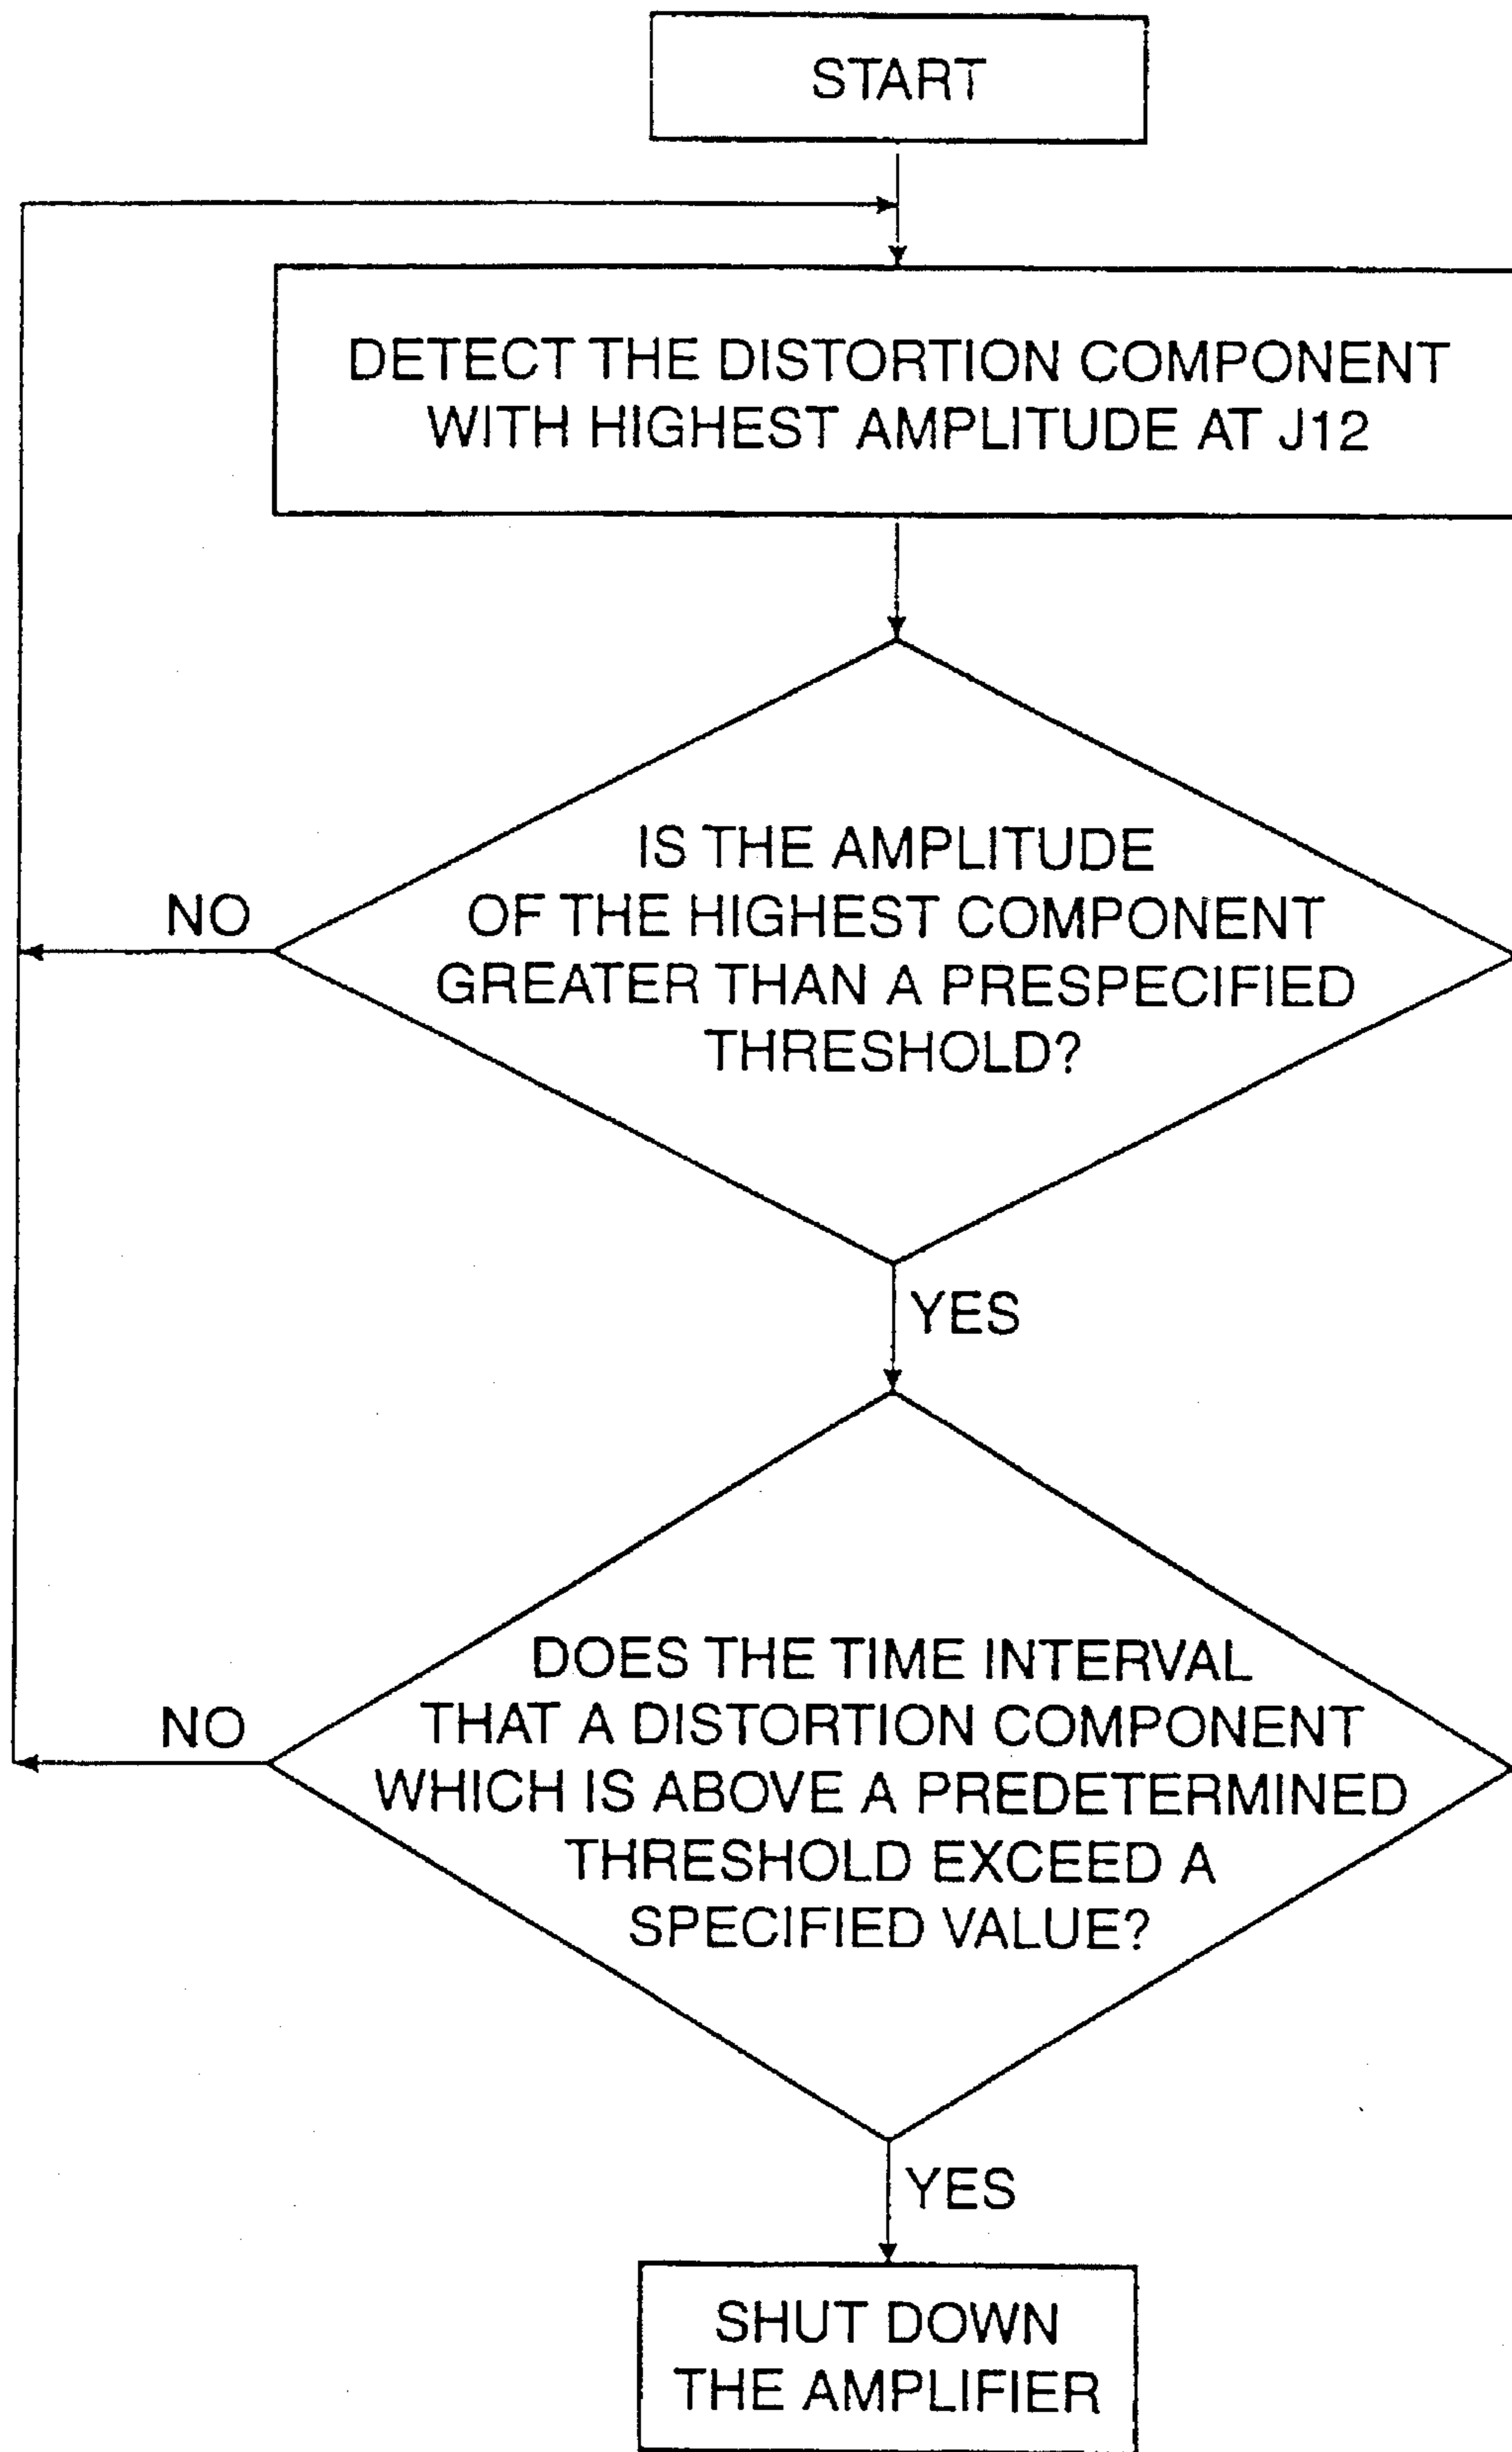 START
DETECT THE DISTORTION COMPONENT
WITH HIGHEST AMPLITUDE AT J12
IS THE AMPLITUDE
OF THE HIGHEST COMPONENT
GREATER THAN A PRESPECIFIED
THRESHOLD?
NO
YES
DOES THE TIME INTERVAL
THAT A DISTORTION COMPONENT
WHICH IS ABOVE A PREDETERMINED
THRESHOLD EXCEED A
SPECIFIED VALUE?
NO
YES
SHUT DOWN
THE AMPLIFIER